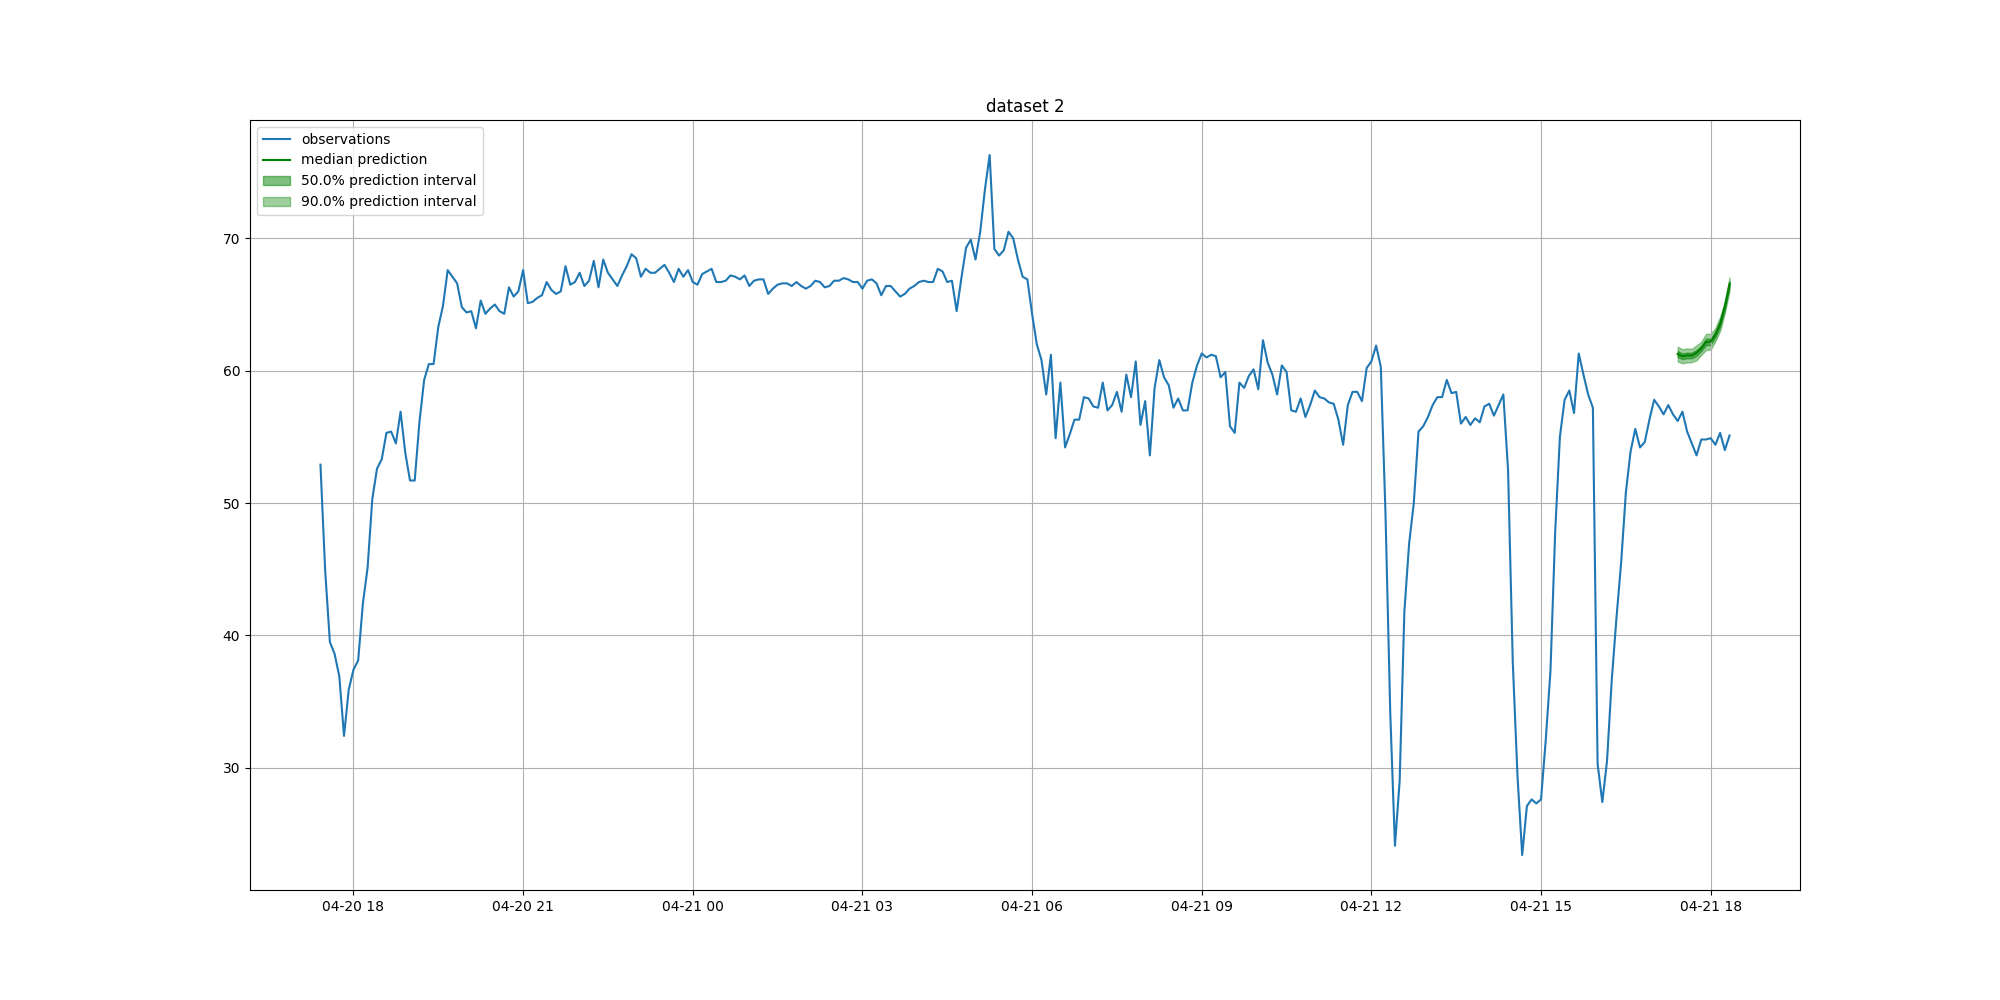 dataset 2
observations
median prediction
50.0% prediction interval
90.0% prediction interval
70
60
50
40
30
04-20 18
04-20 21
04-21 00
04-21 03
04-21 06
04-21 09
04-21 12
04-21 15
04-21 18